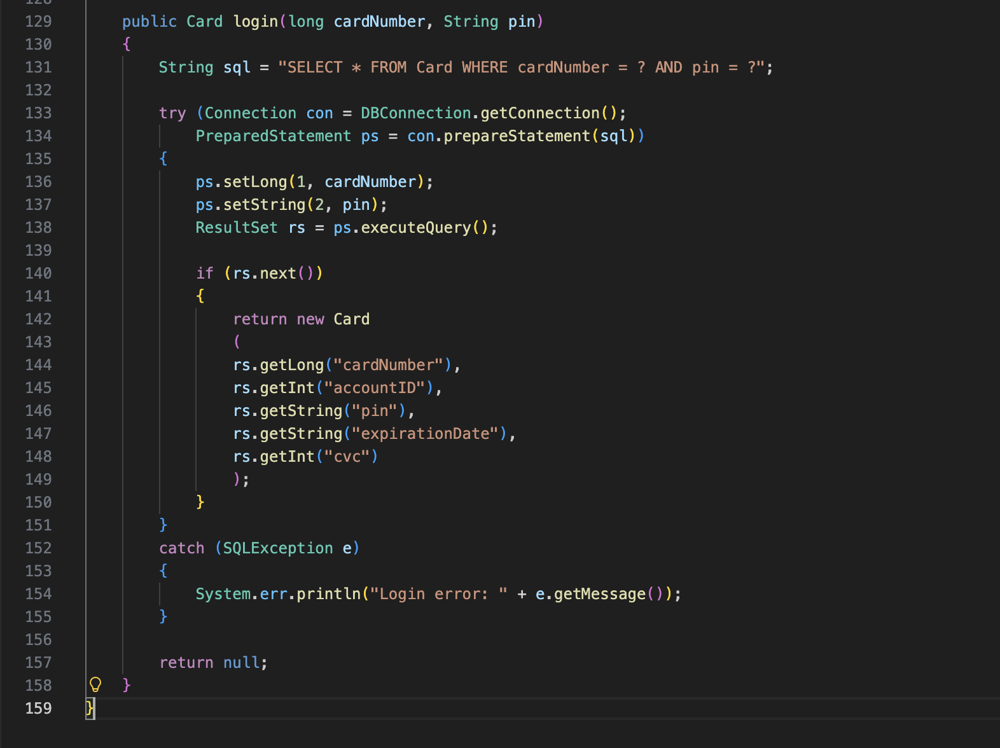 128
129 public Card login(long cardNumber, String pin)
130 {
131 String sql = "SELECT * FROM Card WHERE cardNumber = ? AND pin = ?";
132
133 try (Connection con = DBConnection.getConnection();
134 PreparedStatement ps = con.prepareStatement(sql))
135 {
136 ps.setLong(1, cardNumber);
137 ps.setString(2, pin);
138 ResultSet rs = ps.executeQuery();
139
140 if (rs.next())
141 {
142 return new Card
143 (
144 rs.getLong("cardNumber"),
145 rs.getInt("accountID"),
146 rs.getString("pin"),
147 rs.getString("expirationDate"),
148 rs.getInt("cvc")
149 );
150 }
151 }
152 catch (SQLException e)
153 {
154 System.err.println("Login error: " + e.getMessage());
155 }
156
157 return null;
158 }
159 }